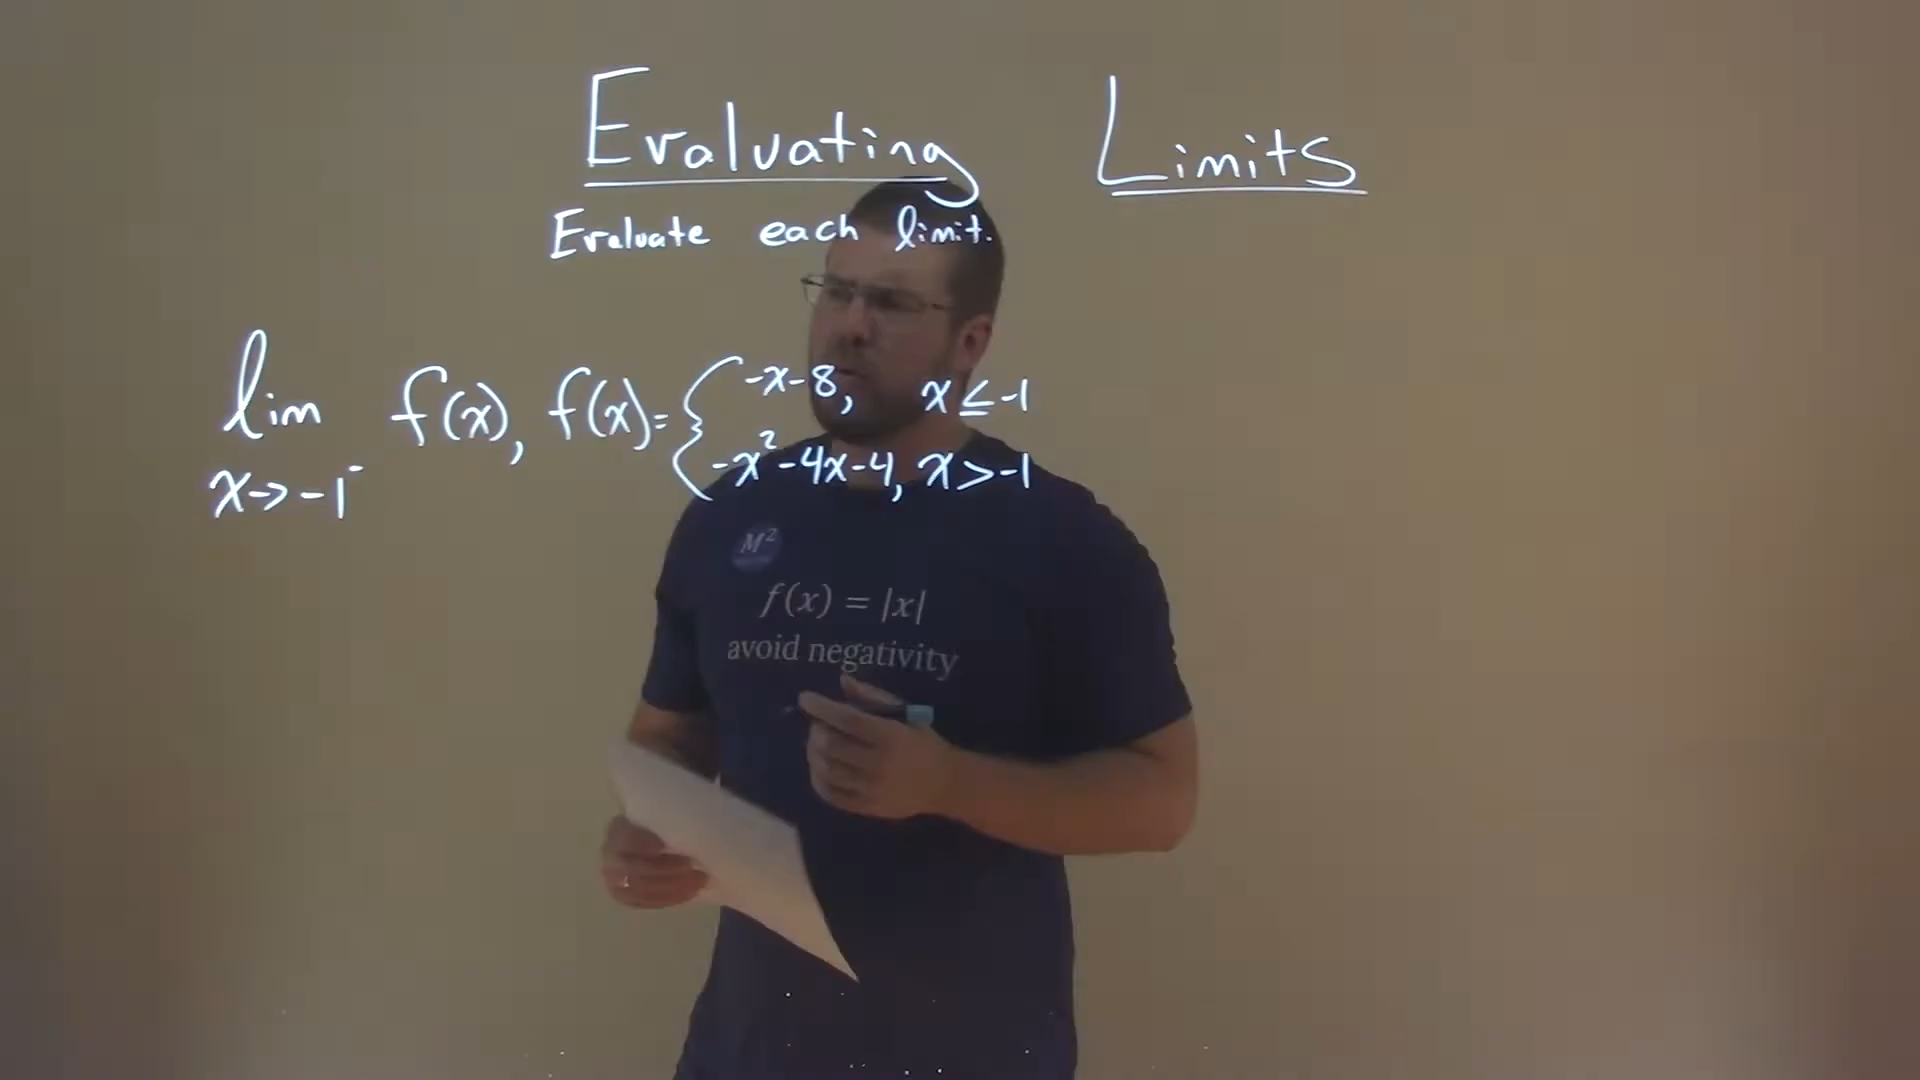 Evaluating Limits
Evaluate each limit.
lim f(x), f(x)= { -x-8, x ≤ -1
x→-1⁻ -x²-4x-4, x > -1
M²
f(x) = |x|
avoid negativity